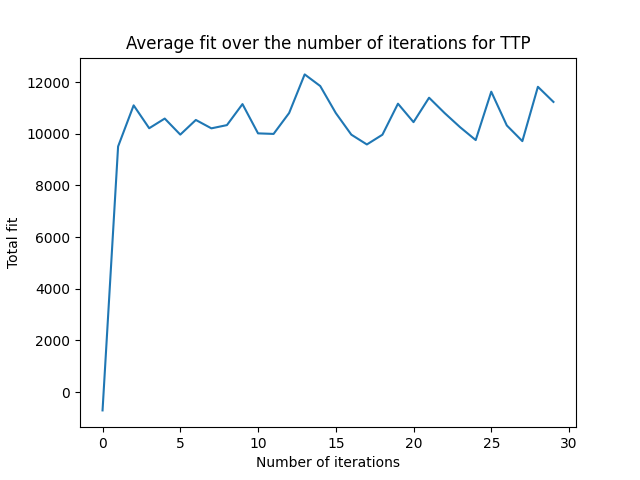 Average fit over the number of iterations for TTP
12000
10000
8000
6000
4000
2000
0
Total fit
0 5 10 15 20 25 30
Number of iterations